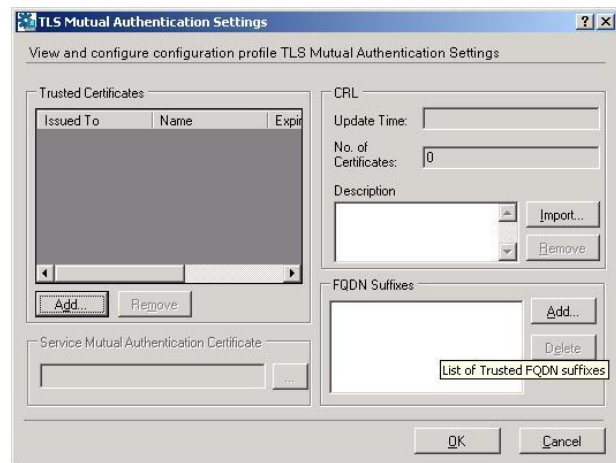 TLS Mutual Authentication Settings
View and configure configuration profile TLS Mutual Authentication Settings
Trusted Certificates
Issued To Name Expir
Add... Remove
Service Mutual Authentication Certificate
...
CRL
Update Time:
No. of
Certificates: 0
Description
Import...
Remove
FQDN Suffixes
Add...
Delete
List of Trusted FQDN suffixes
OK Cancel